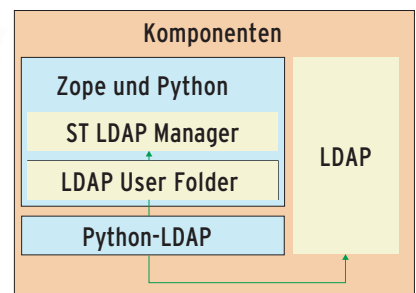 Komponenten
Zope und Python
ST LDAP Manager
LDAP User Folder
Python-LDAP
LDAP